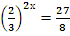 (2/3)^2x = 27/8